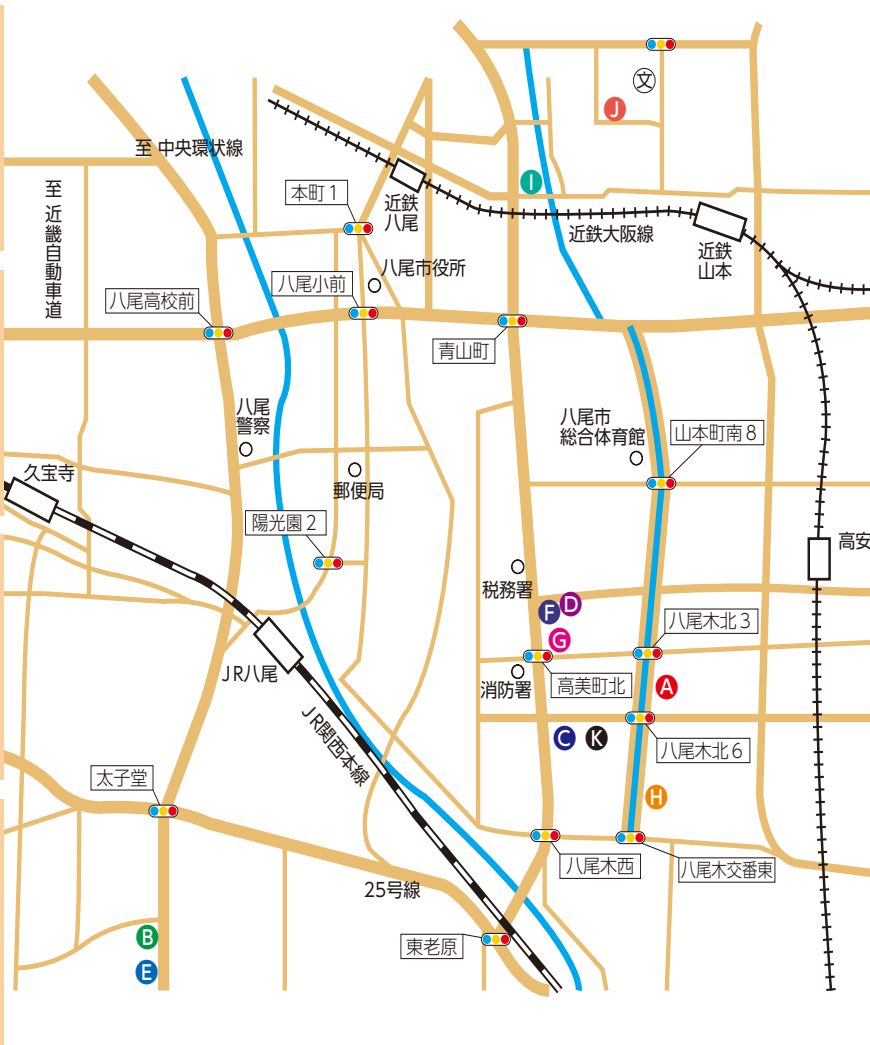 文
J
至 中央環状線
I
本町1
近鉄
八尾
至 近畿自動車道
近鉄大阪線
近鉄
山本
八尾市役所
八尾小前
八尾高校前
青山町
八尾
警察
八尾市
総合体育館
山本町南8
久宝寺
郵便局
陽光園2
高安
税務署
F
D
G
八尾木北3
JR八尾
消防署
高美町北
A
JR関西本線
C
K
八尾木北6
太子堂
H
八尾木西
八尾木交番東
25号線
B
東老原
E